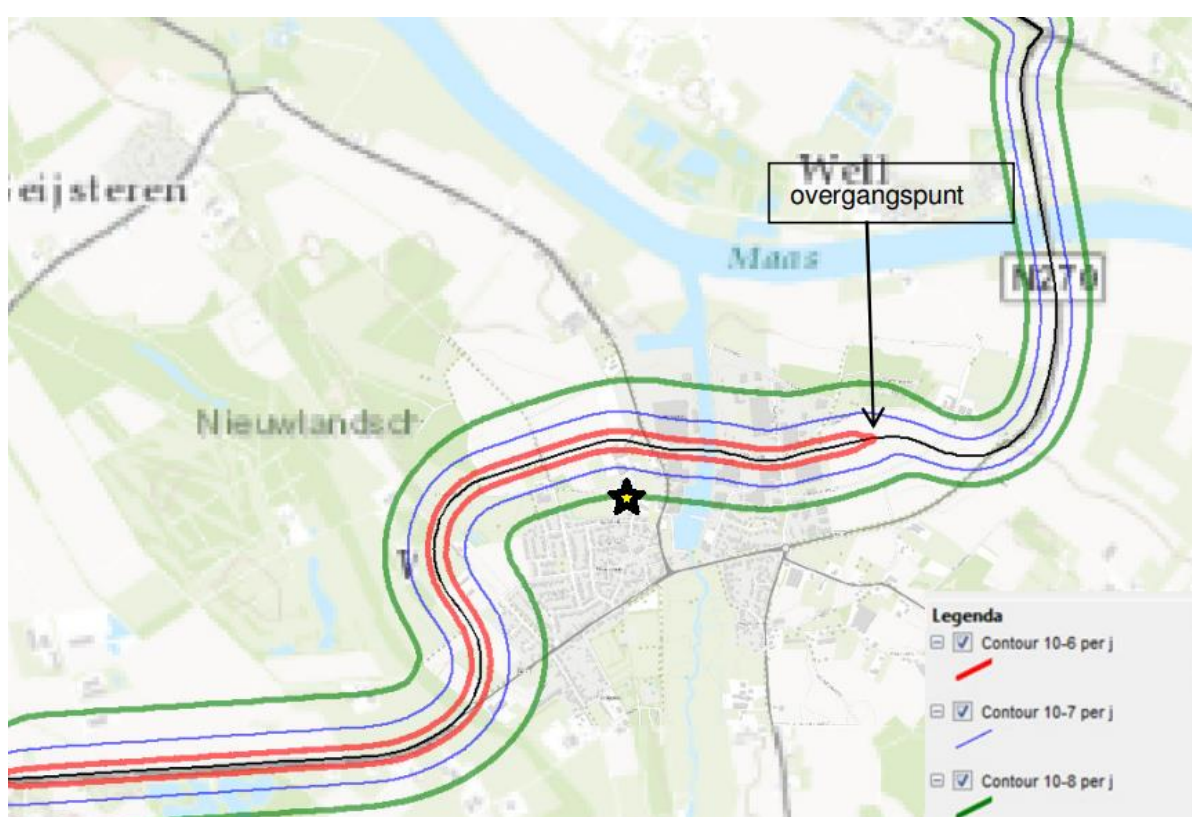 Well
overgangspunt
eijsteren
Maas
N270
Nieuwlandsch
Legenda
Contour 10-6 per j
Contour 10-7 per j
Contour 10-8 per j